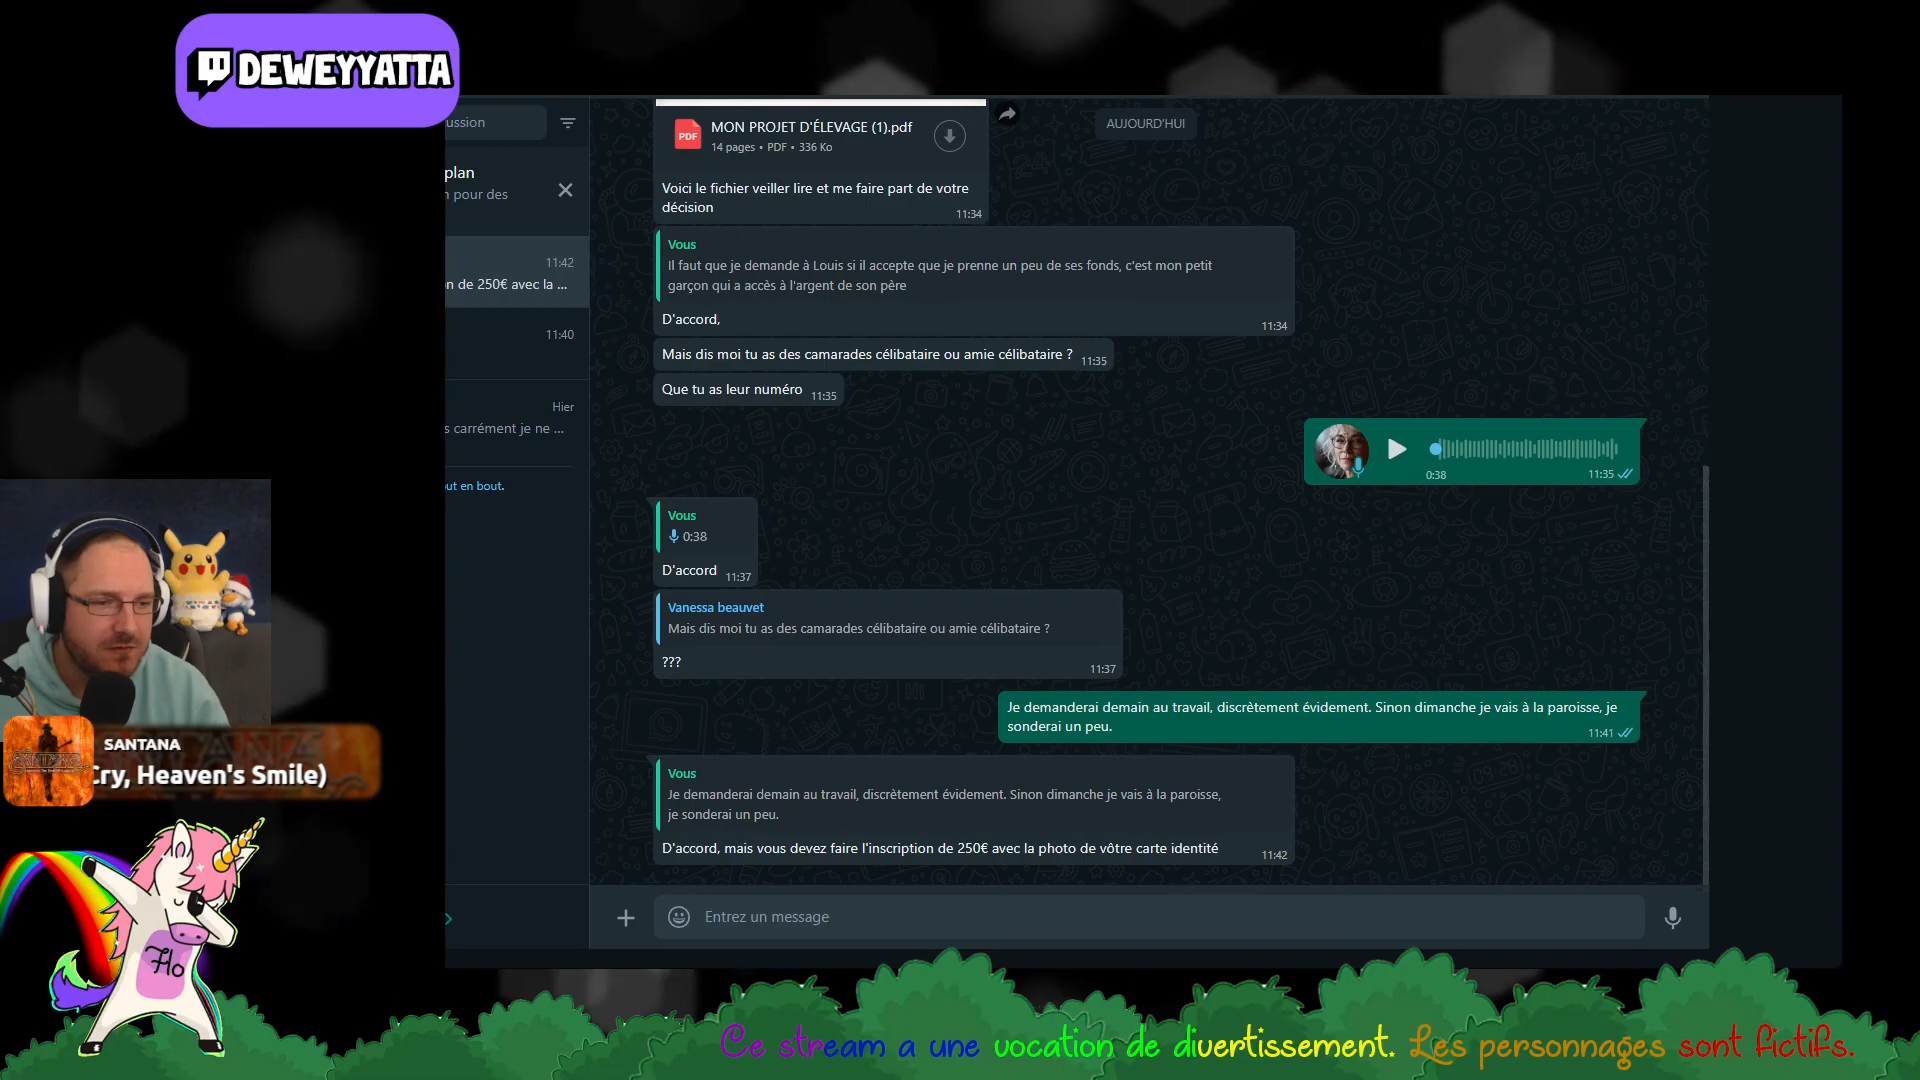 DEWEYYATTA
ussion
AUJOURD'HUI
plan
n pour des
11:42
n de 250€ avec la ...
11:40
Hier
s carrément je ne ...
ut en bout.
PDF
MON PROJET D'ÉLEVAGE (1).pdf
14 pages • PDF • 336 Ko
Voici le fichier veiller lire et me faire part de votre
décision
11:34
Vous
Il faut que je demande à Louis si il accepte que je prenne un peu de ses fonds, c'est mon petit
garçon qui a accès à l'argent de son père
D'accord,
11:34
Mais dis moi tu as des camarades célibataire ou amie célibataire ?
11:35
Que tu as leur numéro
11:35
0:38
11:35
Vous
0:38
D'accord
11:37
Vanessa beauvet
Mais dis moi tu as des camarades célibataire ou amie célibataire ?
???
11:37
Je demanderai demain au travail, discrètement évidement. Sinon dimanche je vais à la paroisse, je
sonderai un peu.
11:41
Vous
Je demanderai demain au travail, discrètement évidement. Sinon dimanche je vais à la paroisse,
je sonderai un peu.
D'accord, mais vous devez faire l'inscription de 250€ avec la photo de vôtre carte identité
11:42
Entrez un message
SANTANA
Cry, Heaven's Smile)
Flo
Ce stream a une vocation de divertissement. Les personnages sont fictifs.